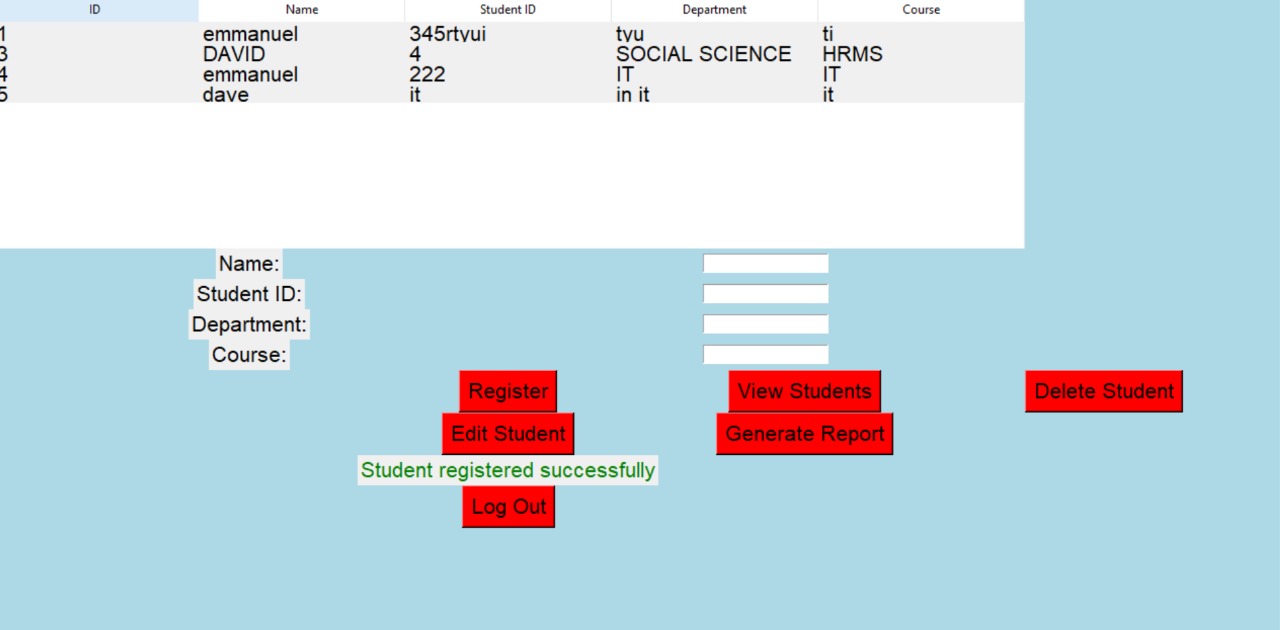 ID Name Student ID Department Course
1 emmanuel 345rtyui tyu ti
3 DAVID 4 SOCIAL SCIENCE HRMS
4 emmanuel 222 IT IT
5 dave it in it it
Name:
Student ID:
Department:
Course:
Register View Students Delete Student
Edit Student Generate Report
Student registered successfully
Log Out